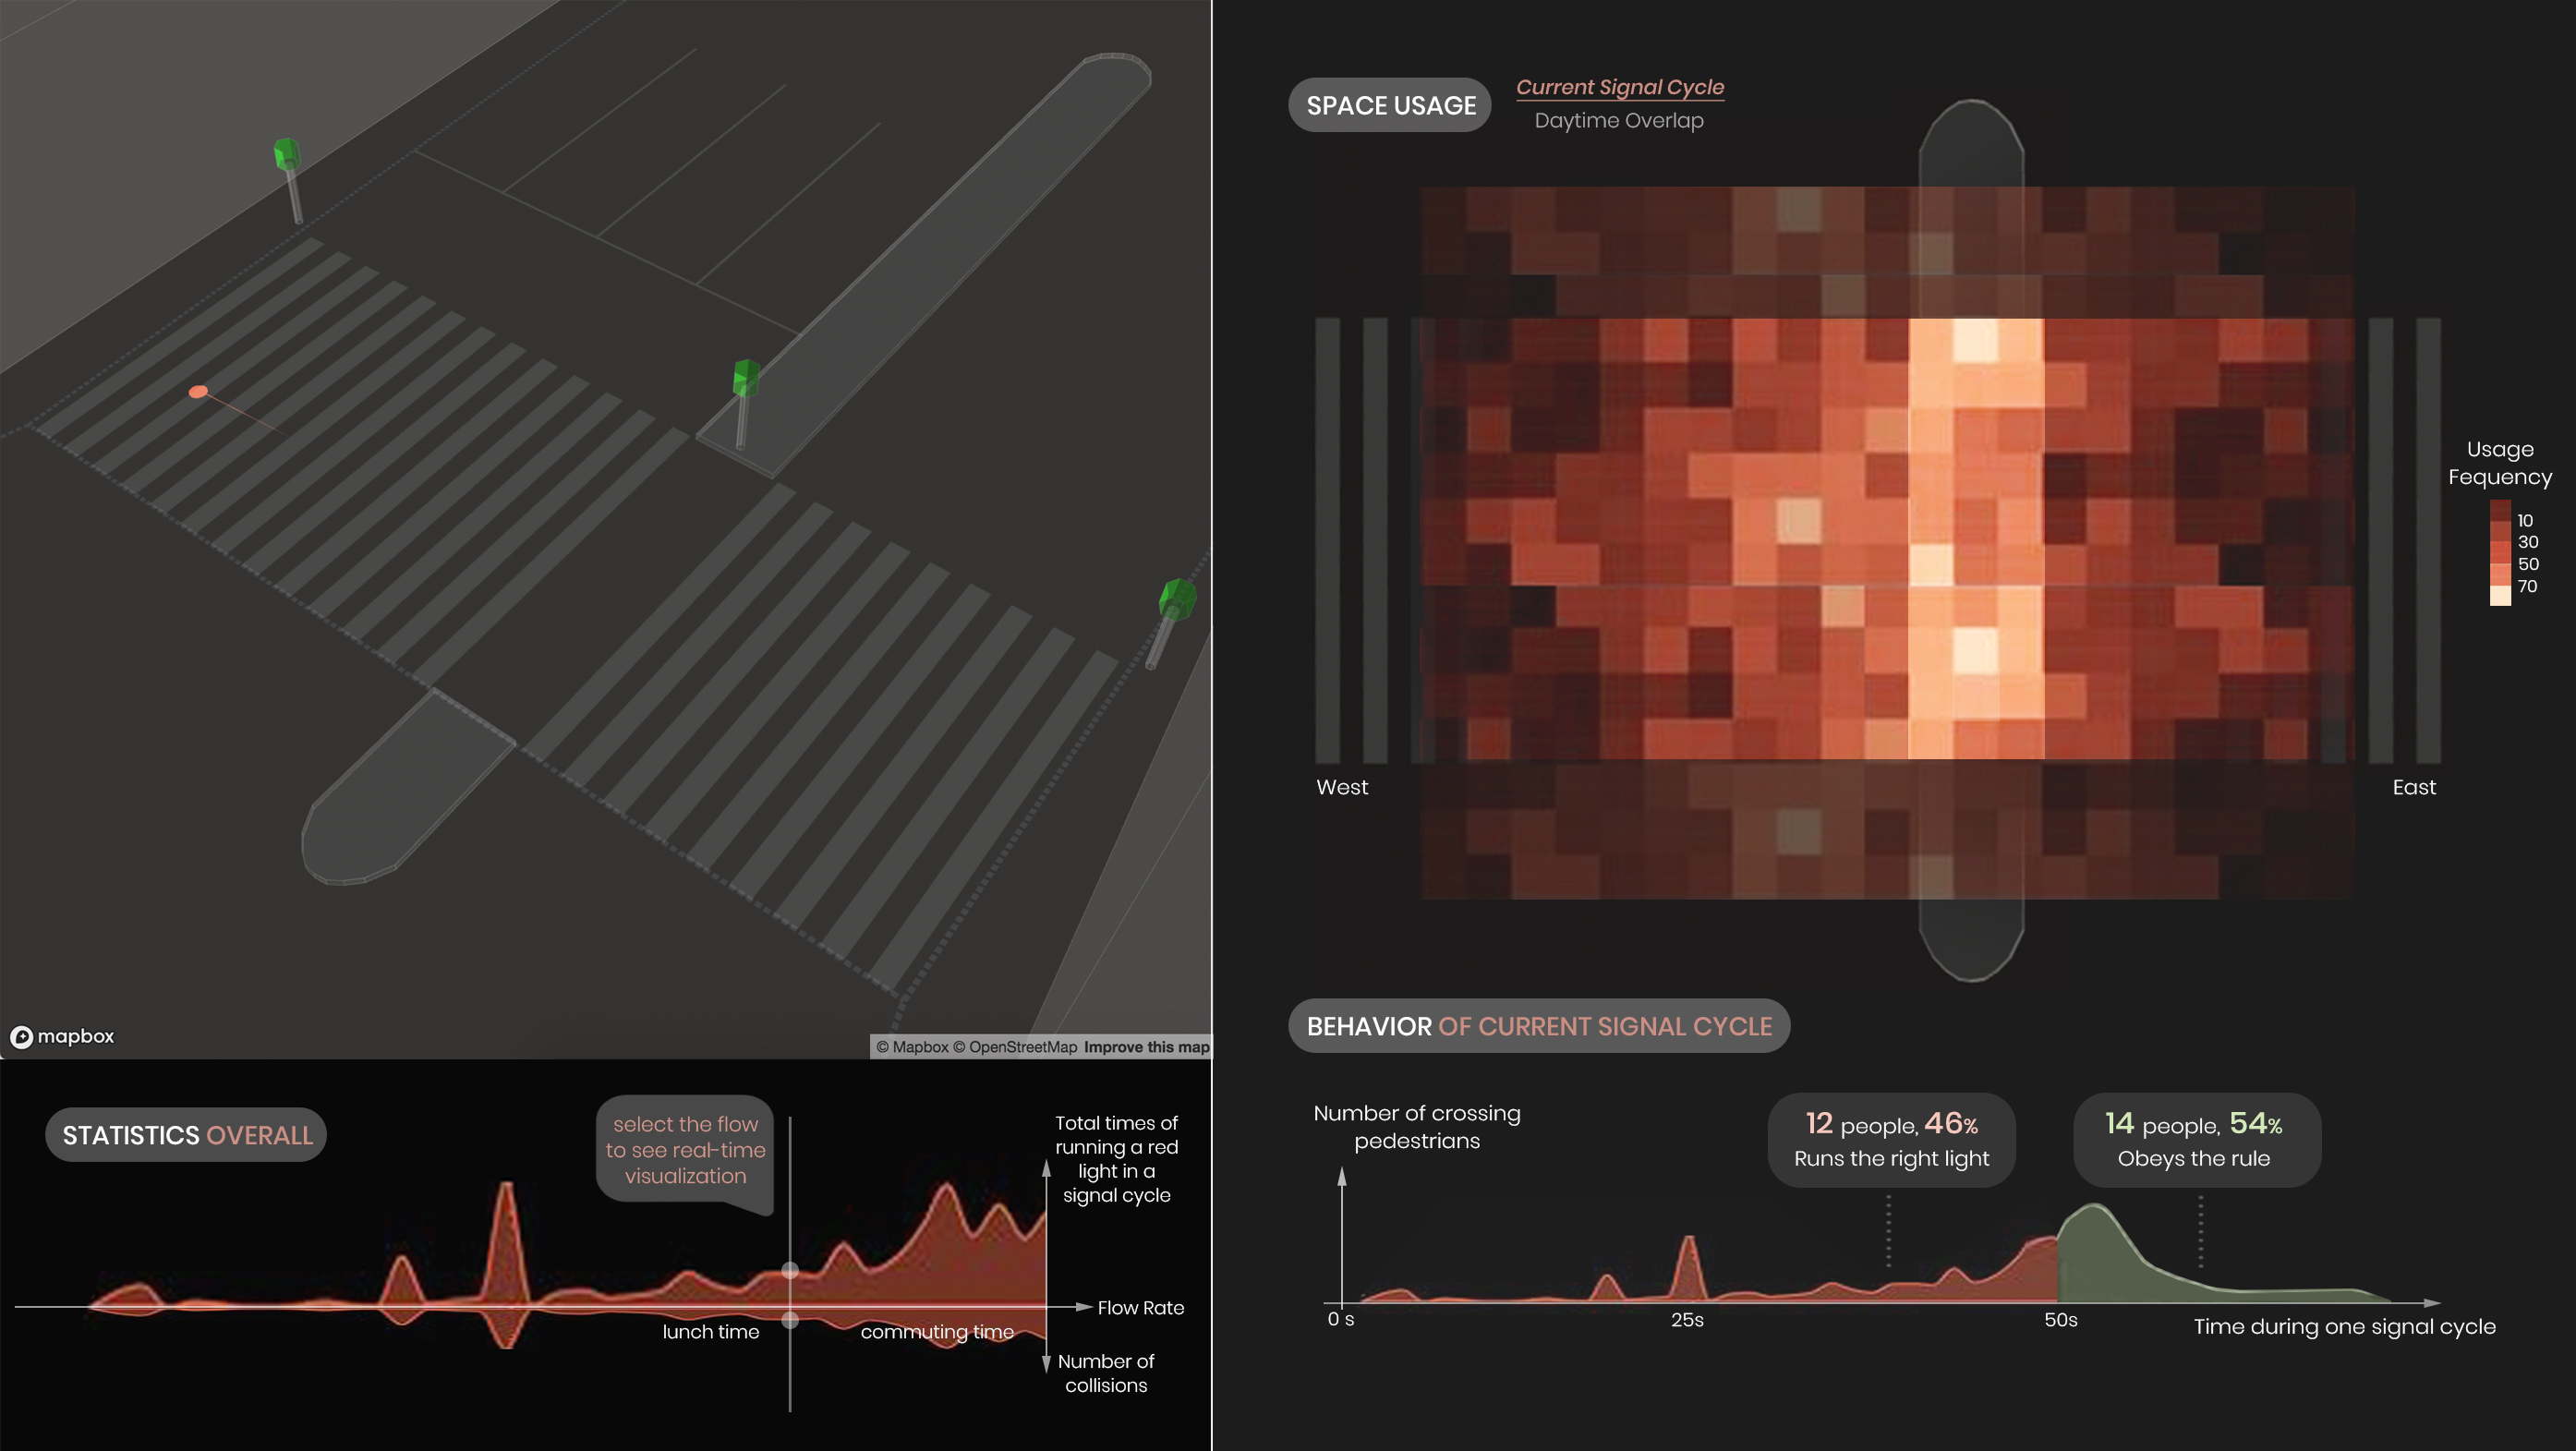 mapbox
© Mapbox © OpenStreetMap Improve this map
STATISTICS OVERALL
select the flow
to see real-time
visualization
Total times of
running a red
light in a
signal cycle
Flow Rate
lunch time
commuting time
Number of
collisions
SPACE USAGE
Current Signal Cycle
Daytime Overlap
Usage
Fequency
10
30
50
70
West
East
BEHAVIOR OF CURRENT SIGNAL CYCLE
Number of crossing
pedestrians
12 people, 46%
Runs the right light
14 people, 54%
Obeys the rule
0 s
25s
50s
Time during one signal cycle